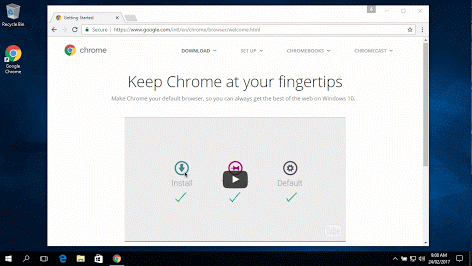 Recycle Bin
Google
Chrome
Getting Started
Secure
https://www.google.com/intl/en/chrome/browser/welcome.html
chrome
DOWNLOAD
SET UP
CHROMEBOOKS
CHROMECAST
Keep Chrome at your fingertips
Make Chrome your default browser, so you can always get the best of the web on Windows 10.
Install
Default
9:00 AM
24/02/2017